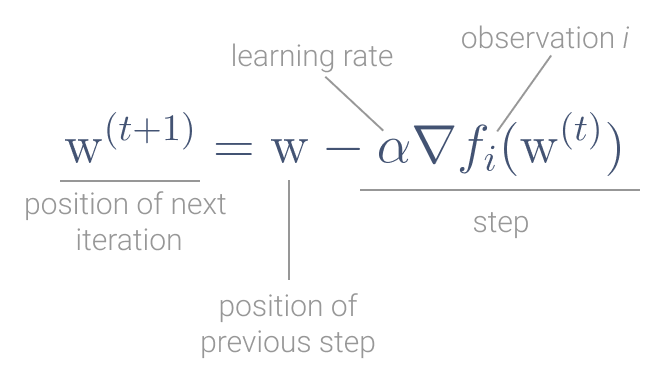 observation i
learning rate
w^{(t+1)} = w − α∇f_i(w^{(t)})
position of next
iteration
step
position of
previous step